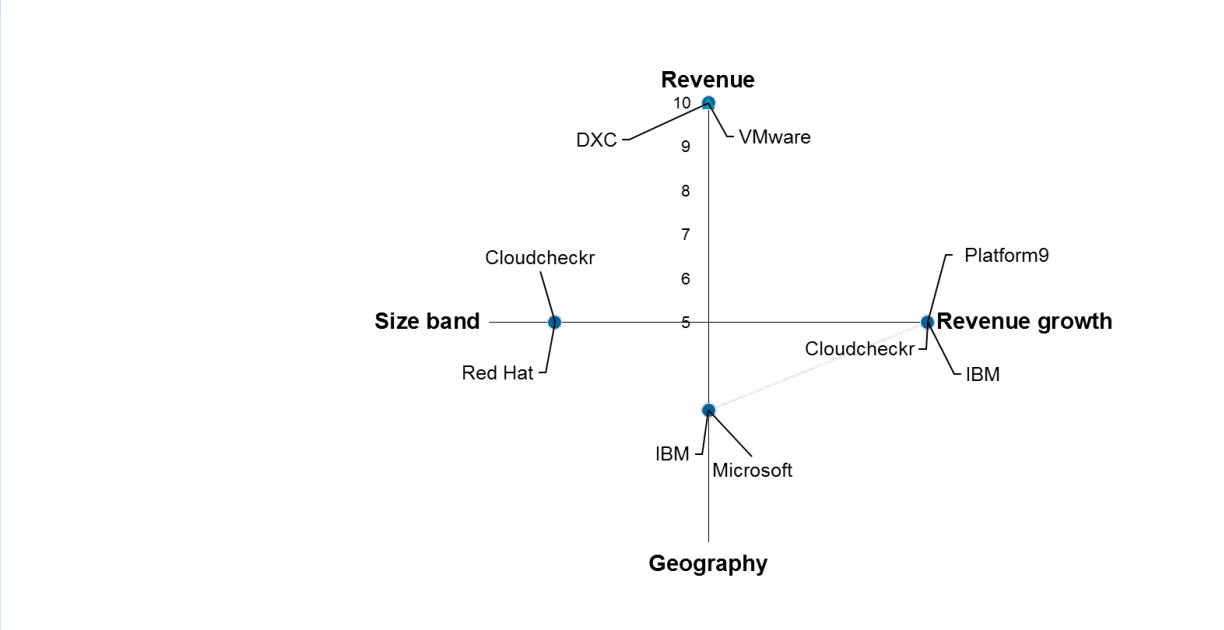 Revenue
10
DXC
VMware
9
8
7
Cloudcheckr
Platform9
6
Size band
5
Revenue growth
Cloudcheckr
Red Hat
IBM
IBM
Microsoft
Geography